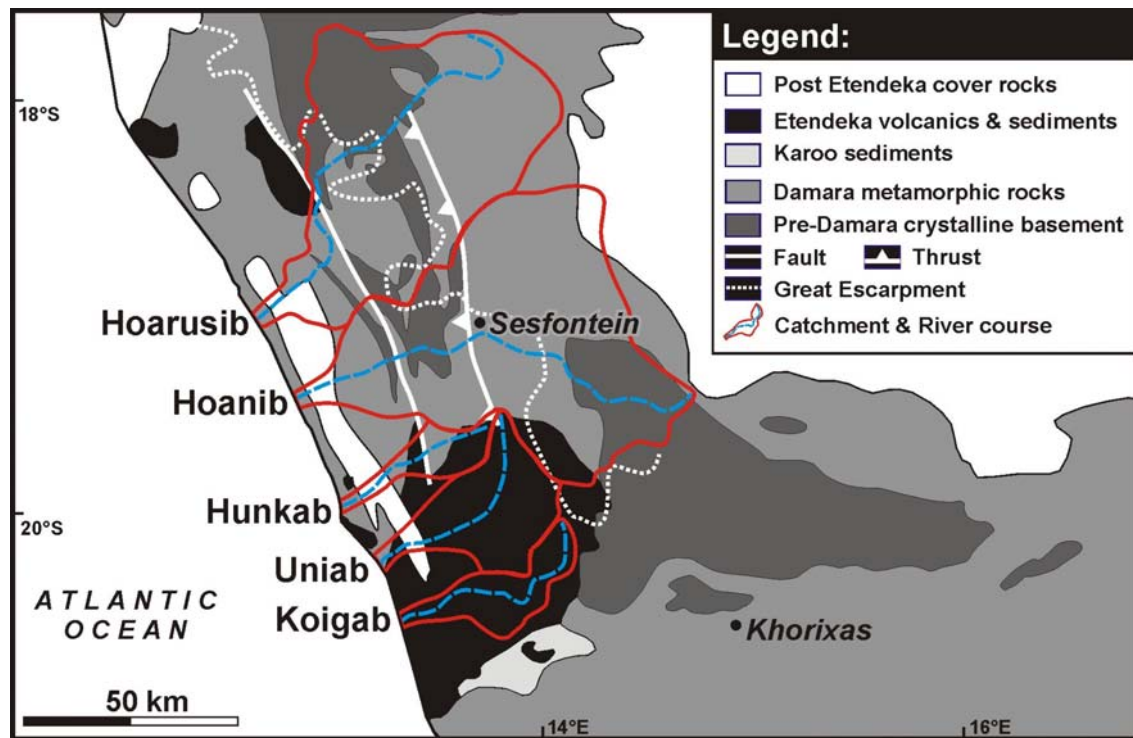 Legend:
Post Etendeka cover rocks
Etendeka volcanics & sediments
Karoo sediments
Damara metamorphic rocks
Pre-Damara crystalline basement
Fault Thrust
Great Escarpment
Catchment & River course
18°S
Hoarusib
Sesfontein
Hoanib
Hunkab
20°S
Uniab
ATLANTIC
OCEAN
Koigab
Khorixas
50 km
14°E
16°E